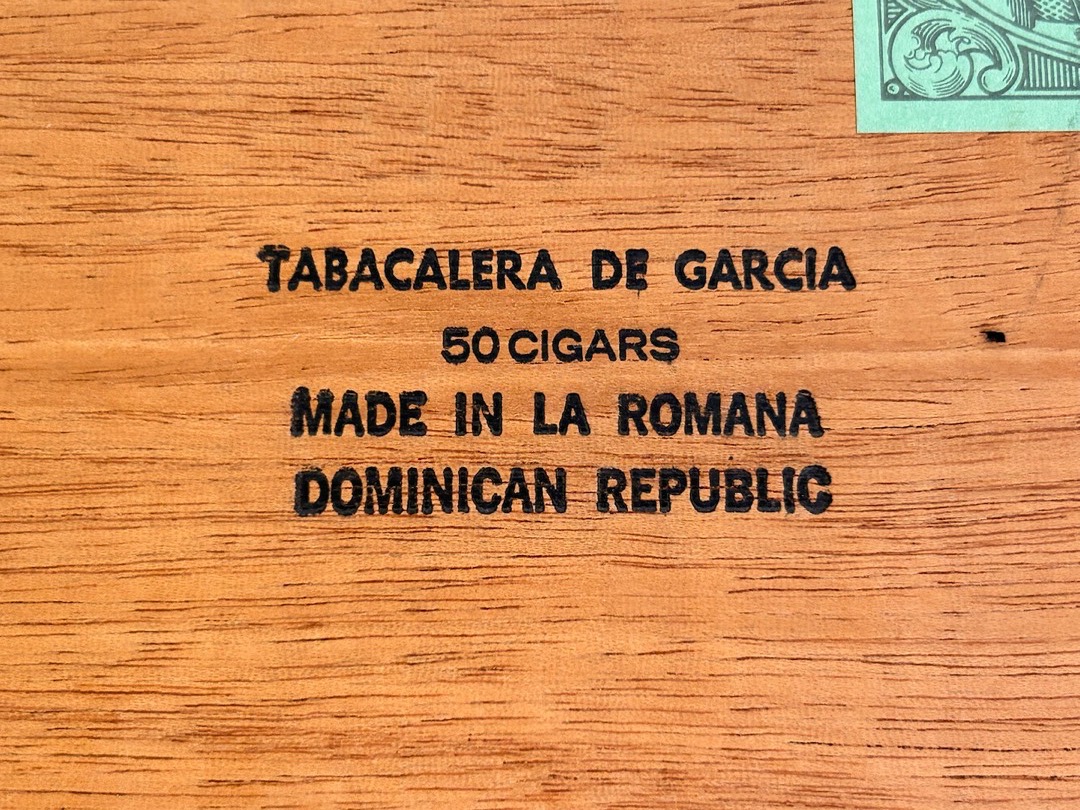 TABACALERA DE GARCIA
50 CIGARS
MADE IN LA ROMANA
DOMINICAN REPUBLIC